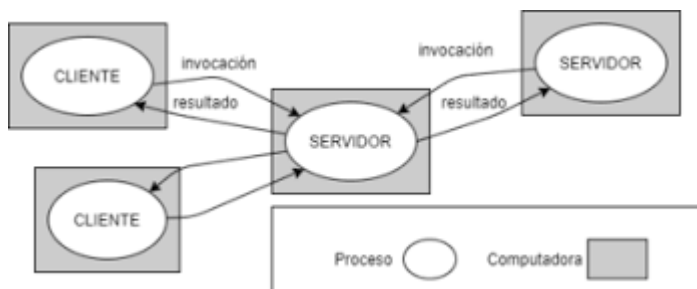 CLIENTE
invocación
resultado
invocación
resultado
SERVIDOR
SERVIDOR
CLIENTE
Proceso
Computadora